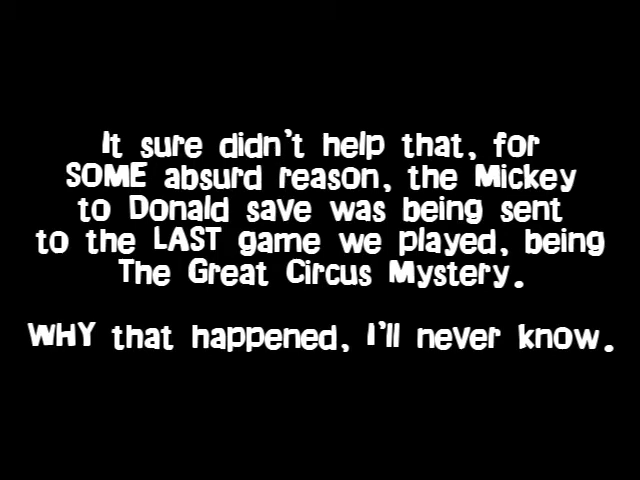 It sure didn't help that, for
SOME absurd reason, the Mickey
to Donald save was being sent
to the LAST game we played, being
The Great Circus Mystery.
WHY that happened, I'll never know.